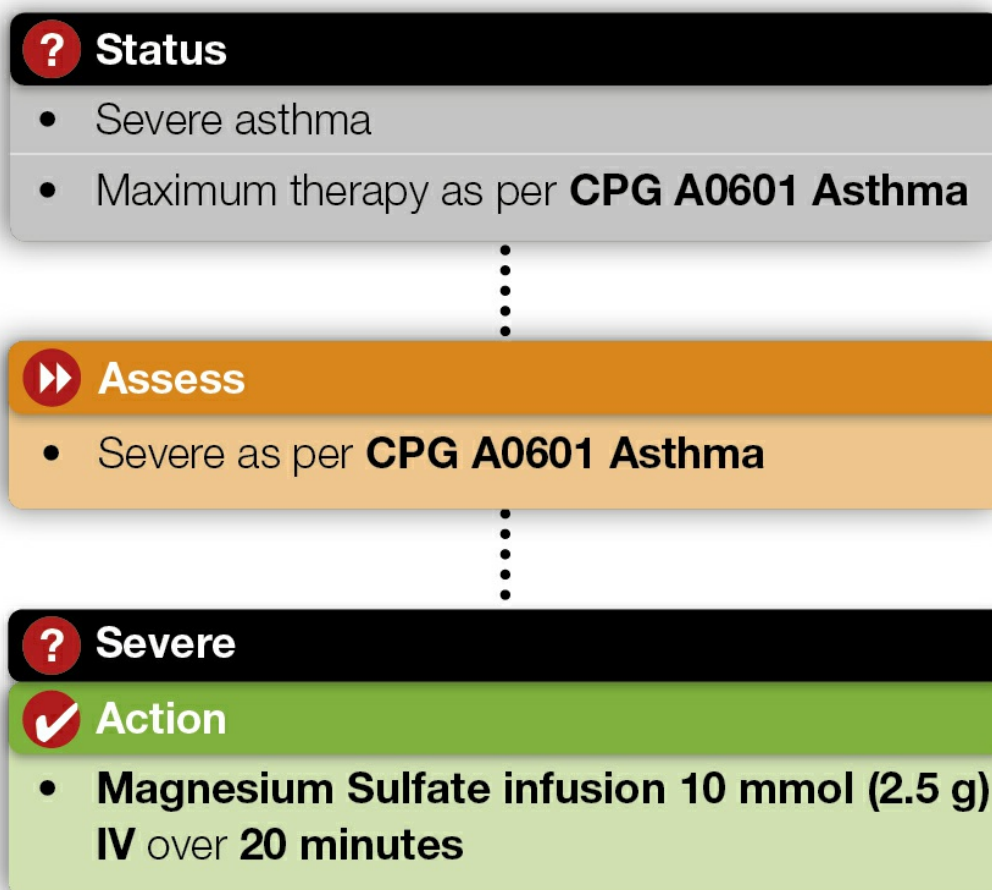 ? Status
• Severe asthma
• Maximum therapy as per CPG A0601 Asthma
Assess
• Severe as per CPG A0601 Asthma
? Severe
Action
• Magnesium Sulfate infusion 10 mmol (2.5 g)
IV over 20 minutes